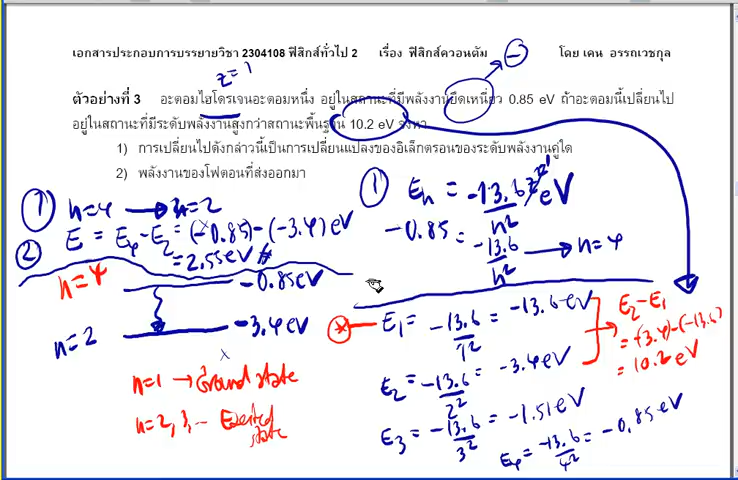 เอกสารประกอบการบรรยายวิชา 2304108 ฟิสิกส์ทั่วไป 2 เรื่อง ฟิสิกส์ควอนตัม โดย เคน อรรถเวชกุล
z=1
ตัวอย่างที่ 3 อะตอมไฮโดรเจนอะตอมหนึ่ง อยู่ในสถานะที่มีพลังงานยึดเหนี่ยว 0.85 eV ถ้าอะตอมนี้เปลี่ยนไป
อยู่ในสถานะที่มีระดับพลังงานสูงกว่าสถานะพื้นฐาน 10.2 eV จงหา
1) การเปลี่ยนไปดังกล่าวนี้เป็นการเปลี่ยนแปลงของอิเล็กตรอนของระดับพลังงานคู่ใด
2) พลังงานของโฟตอนที่ส่งออกมา
① n=4 → n=2
② E = E₄-E₂ = (-0.85)-(-3.4) eV
= 2.55 eV #
n=4 -0.85 eV
n=2 -3.4 eV
n=1 → Ground state
n=2, 3, -- Excited
state
① Eₙ = -13.6 z² eV
n²
-0.85 = -13.6
n² → n=4
E₁ = -13.6 = -13.6 eV
1²
E₂ = -13.6 = -3.4 eV
2²
E₃ = -13.6 = -1.51 eV
3²
E₄ = -13.6 = -0.85 eV
4²
E₂-E₁
= (-3.4)-(-13.6)
= 10.2 eV